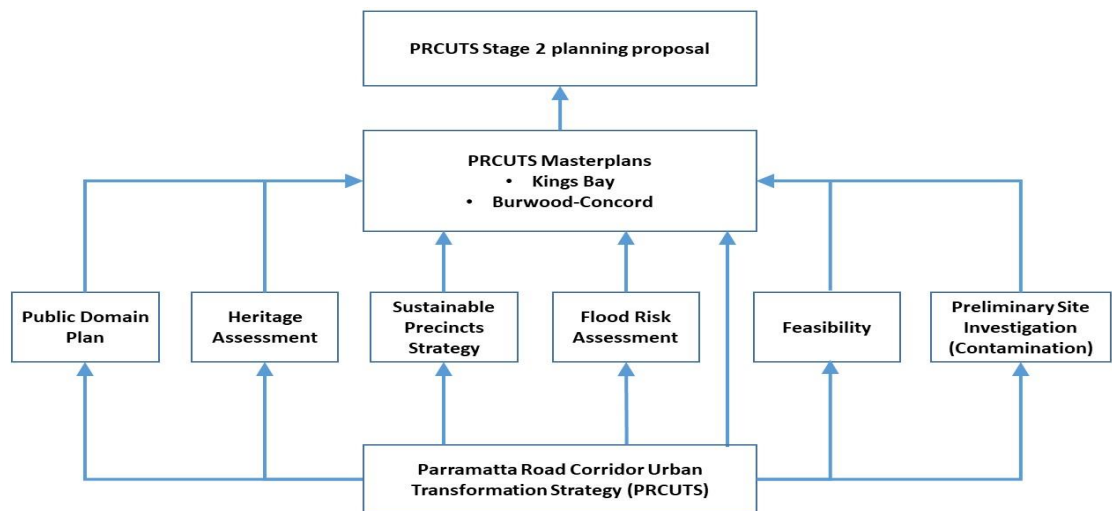 PRCUTS Stage 2 planning proposal
PRCUTS Masterplans
• Kings Bay
• Burwood-Concord
Public Domain
Plan
Heritage
Assessment
Sustainable
Precincts
Strategy
Flood Risk
Assessment
Feasibility
Preliminary Site
Investigation
(Contamination)
Parramatta Road Corridor Urban
Transformation Strategy (PRCUTS)